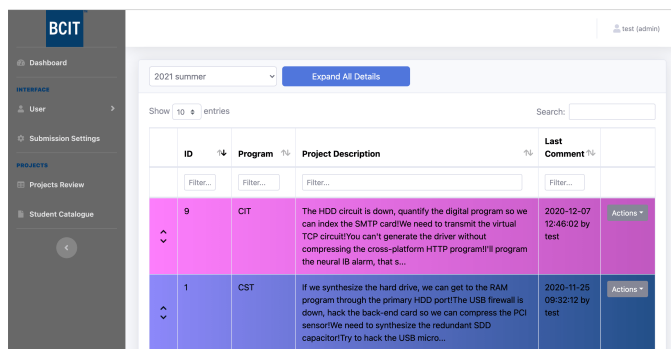 BCIT
test (admin)
Dashboard
INTERFACE
User
Submission Settings
PROJECTS
Projects Review
Student Catalogue
2021 summer
Expand All Details
Show 10 entries
Search:
ID
Program
Project Description
Last
Comment
Filter...
Filter...
Filter...
Filter...
9
CIT
The HDD circuit is down, quantify the digital program so we
can index the SMTP card!We need to transmit the virtual
TCP circuit!You can't generate the driver without
compressing the cross-platform HTTP program!I'll program
the neural IB alarm, that s...
2020-12-07
12:46:02 by
test
Actions
1
CST
If we synthesize the hard drive, we can get to the RAM
program through the primary HDD port!The USB firewall is
down, hack the back-end card so we can compress the PCI
sensor!We need to synthesize the redundant SDD
capacitor!Try to hack the USB micro...
2020-11-25
09:32:12 by
test
Actions